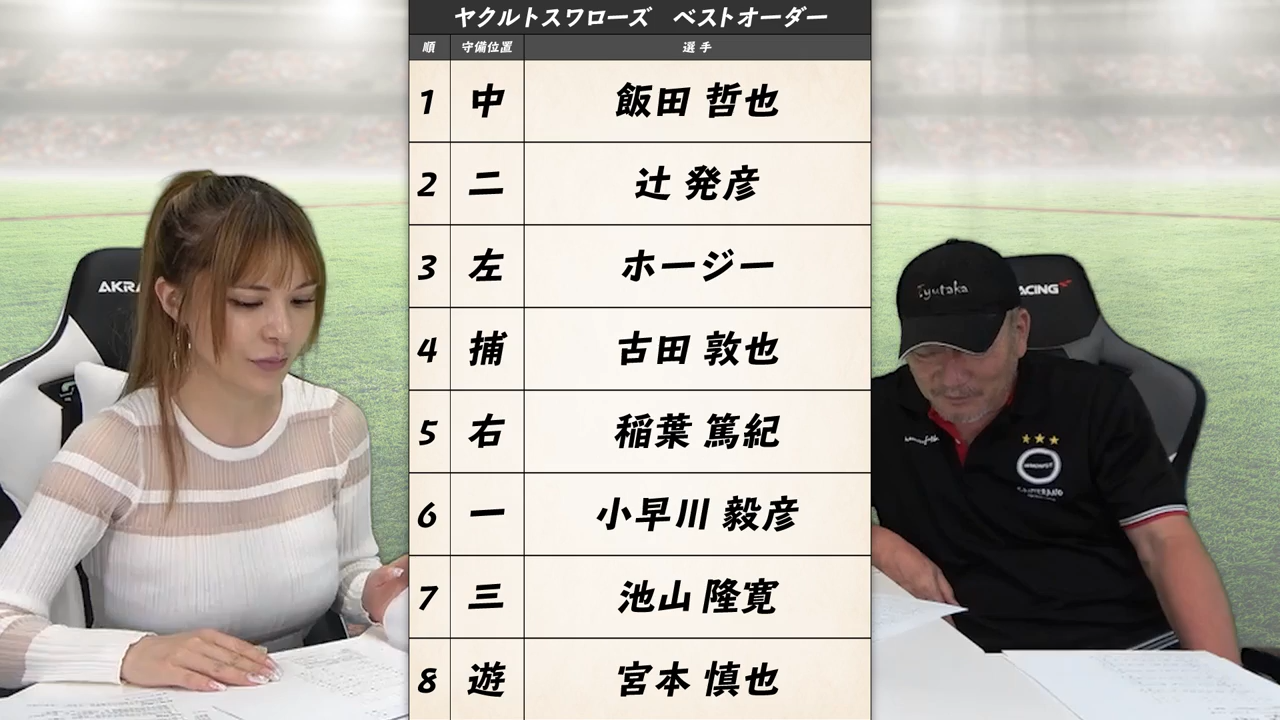 ヤクルトスワローズ ベストオーダー
順 守備位置 選手
1 中 飯田 哲也
2 二 辻 発彦
3 左 ホージー
4 捕 古田 敦也
5 右 稲葉 篤紀
6 一 小早川 毅彦
7 三 池山 隆寛
8 遊 宮本 慎也
AKRA
ACING